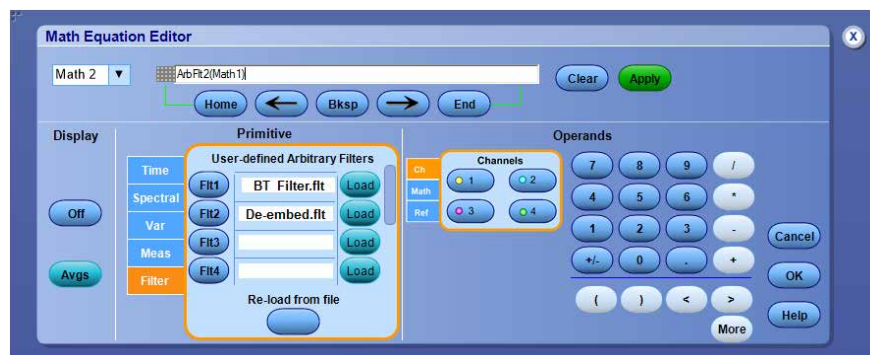 Math Equation Editor
X
Math 2 ▼
ArbFlt2(Math1)
Clear
Apply
Home
←
Bksp
→
End
Display
Primitive
Operands
Off
Avgs
Time
Spectral
Var
Meas
Filter
User-defined Arbitrary Filters
Flt1 BT Filter.flt Load
Flt2 De-embed.flt Load
Flt3 Load
Flt4 Load
Re-load from file
Ch
Math
Ref
Channels
1 2
3 4
7 8 9 /
4 5 6 *
1 2 3 -
+/- 0 . +
( ) < >
More
Cancel
OK
Help